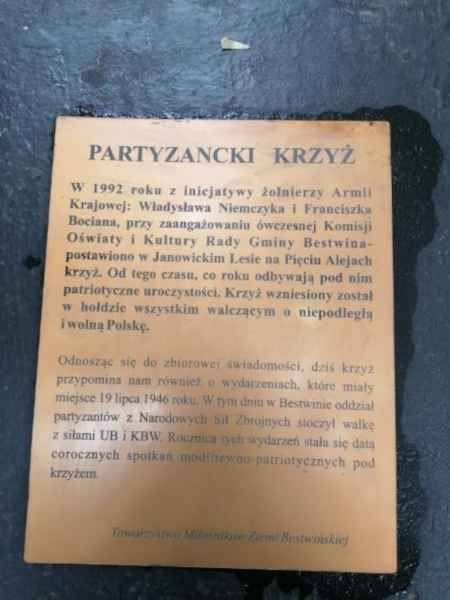 PARTYZANCKI KRZYŻ
W 1992 roku z inicjatywy żołnierzy Armii
Krajowej: Władysława Niemczyka i Franciszka
Bociana, przy zaangażowaniu ówczesnej Komisji
Oświaty i Kultury Rady Gminy Bestwina-
postawiono w Janowickim Lesie na Pięciu Alejach
krzyż. Od tego czasu, co roku odbywają pod nim
patriotyczne uroczystości. Krzyż wzniesiony został
w hołdzie wszystkim walczącym o niepodległą
i wolną Polskę.
Odnosząc się do zbiorowej świadomości, dziś krzyż
przypomina nam również o wydarzeniach, które miały
miejsce 19 lipca 1946 roku. W tym dniu w Bestwinie oddział
partyzantów z Narodowych Sił Zbrojnych stoczył walkę
z siłami UB i KBW. Rocznica tych wydarzeń stała się datą
corocznych spotkań modlitewno-patriotycznych pod
krzyżem.
Towarzystwo Miłośników Ziemi Bestwińskiej